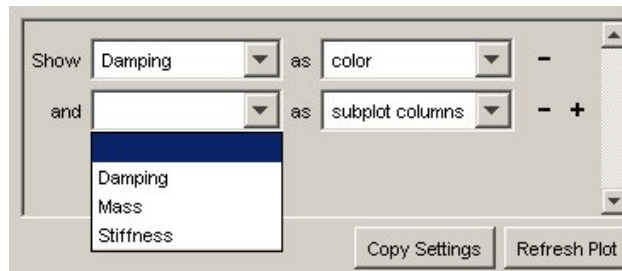 Show Damping as color −
and as subplot columns − +
Damping
Mass
Stiffness
Copy Settings Refresh Plot